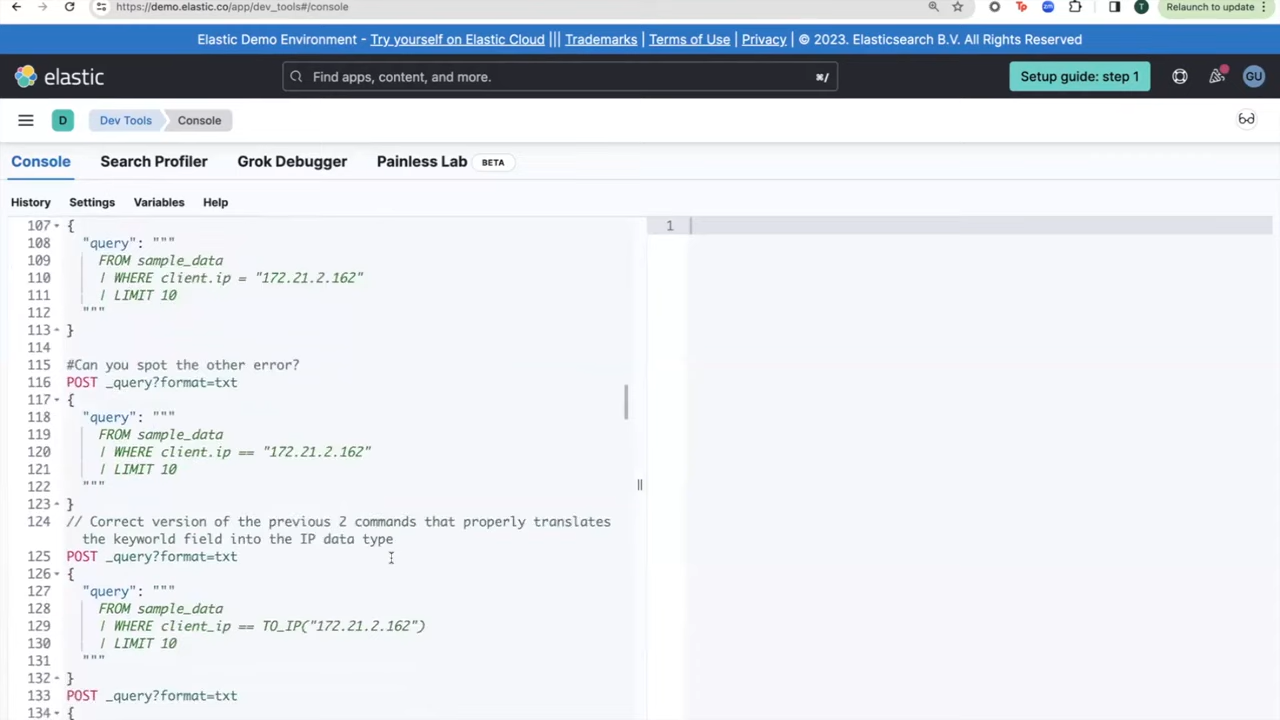 https://demo.elastic.co/app/dev_tools#/console
Relaunch to update
Elastic Demo Environment - Try yourself on Elastic Cloud ||| Trademarks | Terms of Use | Privacy | © 2023. Elasticsearch B.V. All Rights Reserved
elastic
Find apps, content, and more.
⌘/
Setup guide: step 1
GU
D
Dev Tools
Console
Console
Search Profiler
Grok Debugger
Painless Lab
BETA
History
Settings
Variables
Help
107 {
108 "query": """
109 FROM sample_data
110 | WHERE client.ip = "172.21.2.162"
111 | LIMIT 10
112 """
113 }
114
115 #Can you spot the other error?
116 POST _query?format=txt
117 {
118 "query": """
119 FROM sample_data
120 | WHERE client.ip == "172.21.2.162"
121 | LIMIT 10
122 """
123 }
124 // Correct version of the previous 2 commands that properly translates
the keyworld field into the IP data type
125 POST _query?format=txt
126 {
127 "query": """
128 FROM sample_data
129 | WHERE client_ip == TO_IP("172.21.2.162")
130 | LIMIT 10
131 """
132 }
133 POST _query?format=txt
134 {
1